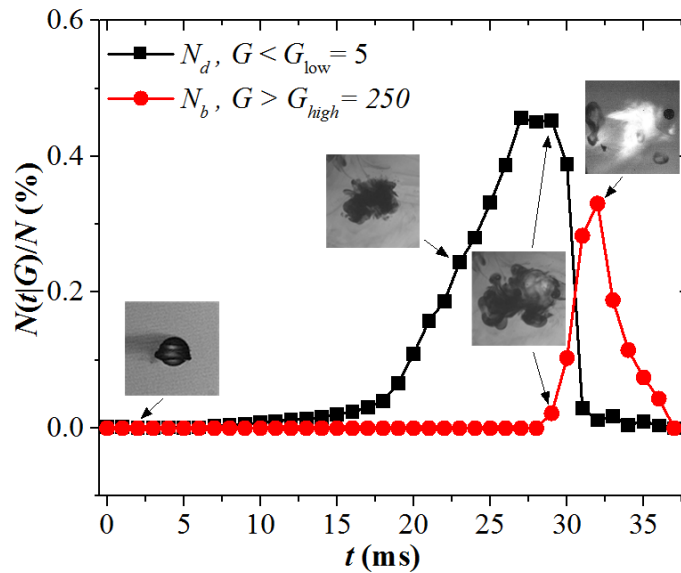 0.6
0.4
0.2
0.0
N(t|G)/N (%)
N_d , G < G_low = 5
N_b , G > G_high = 250
0 5 10 15 20 25 30 35
t (ms)